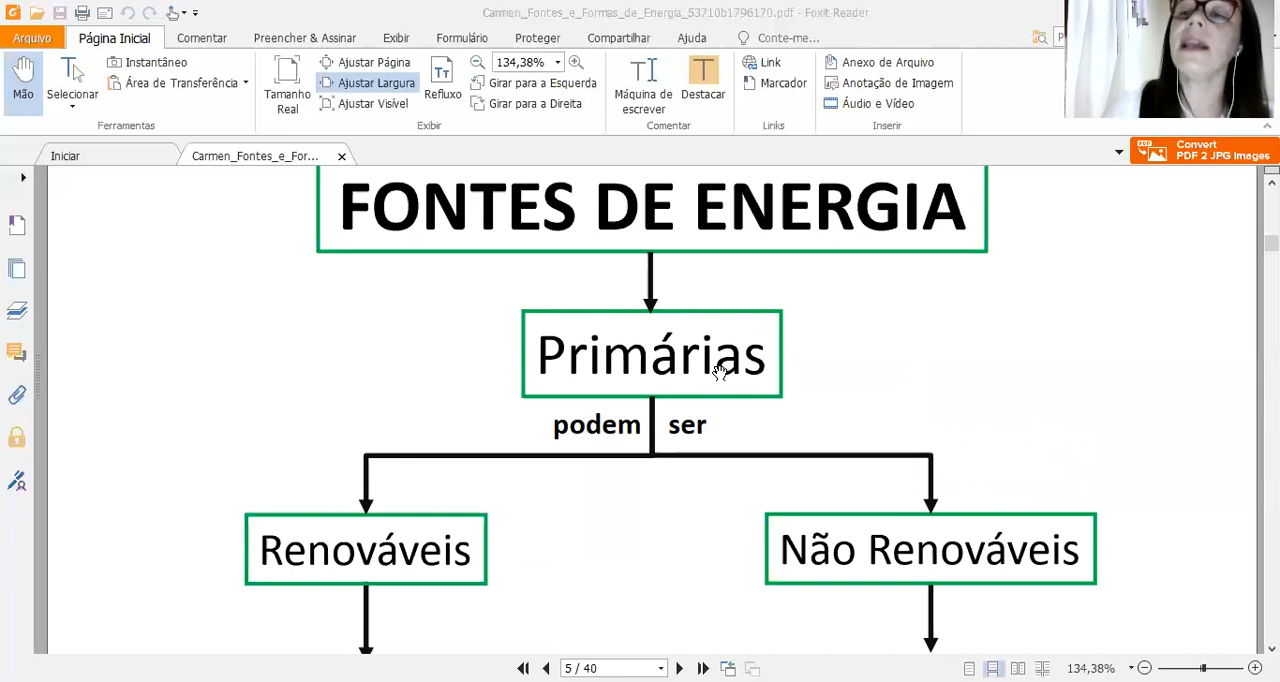 Carmen_Fontes_e_Formas_de_Energia_53710b1796170.pdf - Foxit Reader
Arquivo Página Inicial Comentar Preencher & Assinar Exibir Formulário Proteger Compartilhar Ajuda Conte-me...
Mão
Selecionar
Instantâneo
Área de Transferência
Ferramentas
Tamanho
Real
Ajustar Página
Ajustar Largura
Ajustar Visível
Refluxo
134,38%
Girar para a Esquerda
Girar para a Direita
Exibir
Máquina de
escrever
Destacar
Comentar
Link
Marcador
Links
Anexo de Arquivo
Anotação de Imagem
Áudio e Vídeo
Inserir
Iniciar
Carmen_Fontes_e_For...
Convert
PDF 2 JPG Images
FONTES DE ENERGIA
Primárias
podem ser
Renováveis
Não Renováveis
5 / 40
134,38%